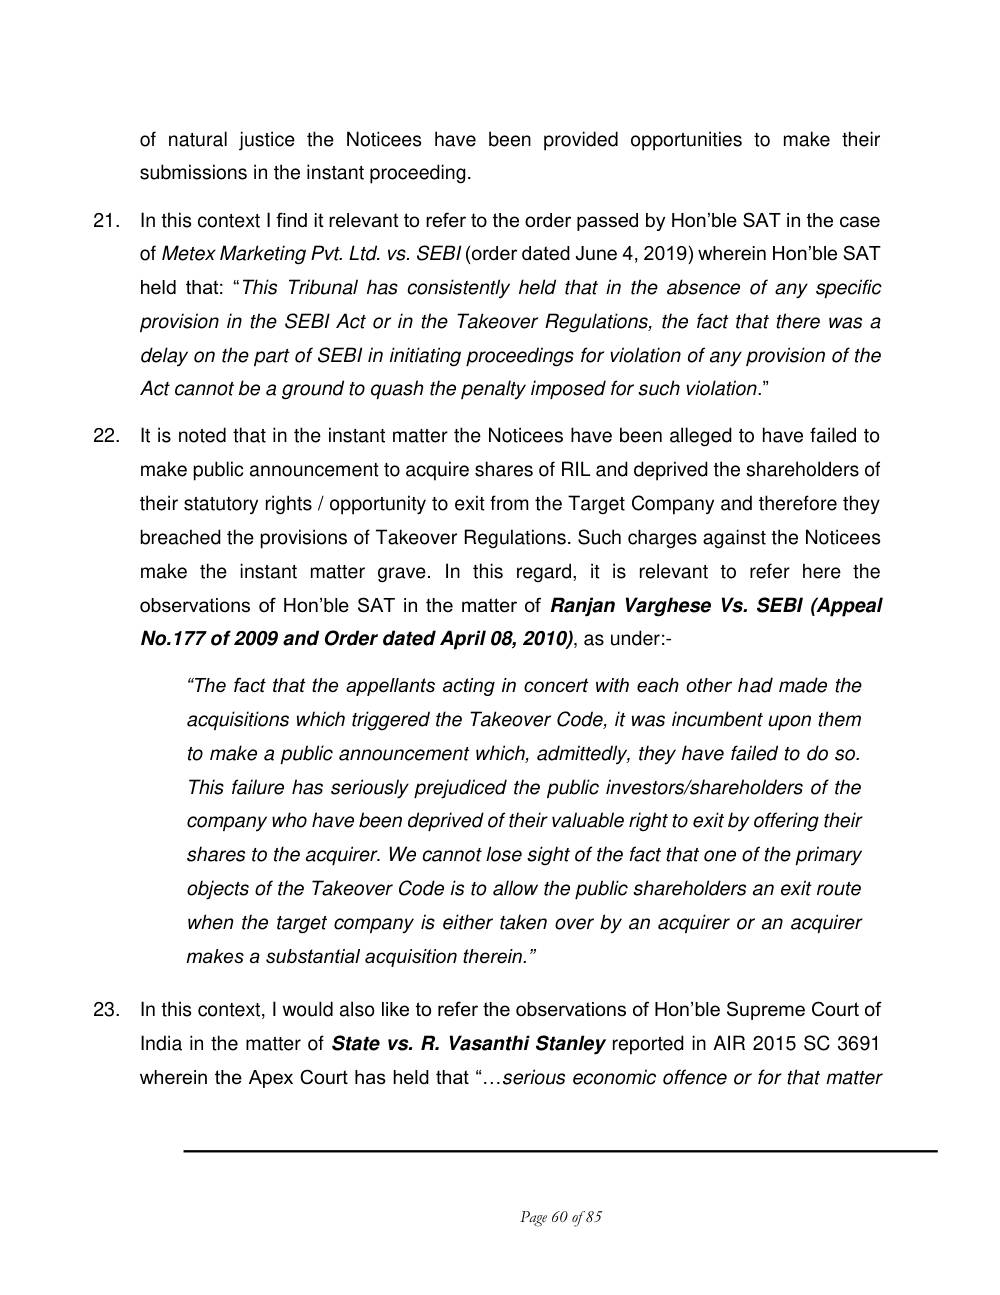 of natural justice the Noticees have been provided opportunities to make their
submissions in the instant proceeding.
21. In this context I find it relevant to refer to the order passed by Hon’ble SAT in the case
of Metex Marketing Pvt. Ltd. vs. SEBI (order dated June 4, 2019) wherein Hon’ble SAT
held that: “This Tribunal has consistently held that in the absence of any specific
provision in the SEBI Act or in the Takeover Regulations, the fact that there was a
delay on the part of SEBI in initiating proceedings for violation of any provision of the
Act cannot be a ground to quash the penalty imposed for such violation.”
22. It is noted that in the instant matter the Noticees have been alleged to have failed to
make public announcement to acquire shares of RIL and deprived the shareholders of
their statutory rights / opportunity to exit from the Target Company and therefore they
breached the provisions of Takeover Regulations. Such charges against the Noticees
make the instant matter grave. In this regard, it is relevant to refer here the
observations of Hon’ble SAT in the matter of Ranjan Varghese Vs. SEBI (Appeal
No.177 of 2009 and Order dated April 08, 2010), as under:-
“The fact that the appellants acting in concert with each other had made the
acquisitions which triggered the Takeover Code, it was incumbent upon them
to make a public announcement which, admittedly, they have failed to do so.
This failure has seriously prejudiced the public investors/shareholders of the
company who have been deprived of their valuable right to exit by offering their
shares to the acquirer. We cannot lose sight of the fact that one of the primary
objects of the Takeover Code is to allow the public shareholders an exit route
when the target company is either taken over by an acquirer or an acquirer
makes a substantial acquisition therein.”
23. In this context, I would also like to refer the observations of Hon’ble Supreme Court of
India in the matter of State vs. R. Vasanthi Stanley reported in AIR 2015 SC 3691
wherein the Apex Court has held that “…serious economic offence or for that matter
Page 60 of 85